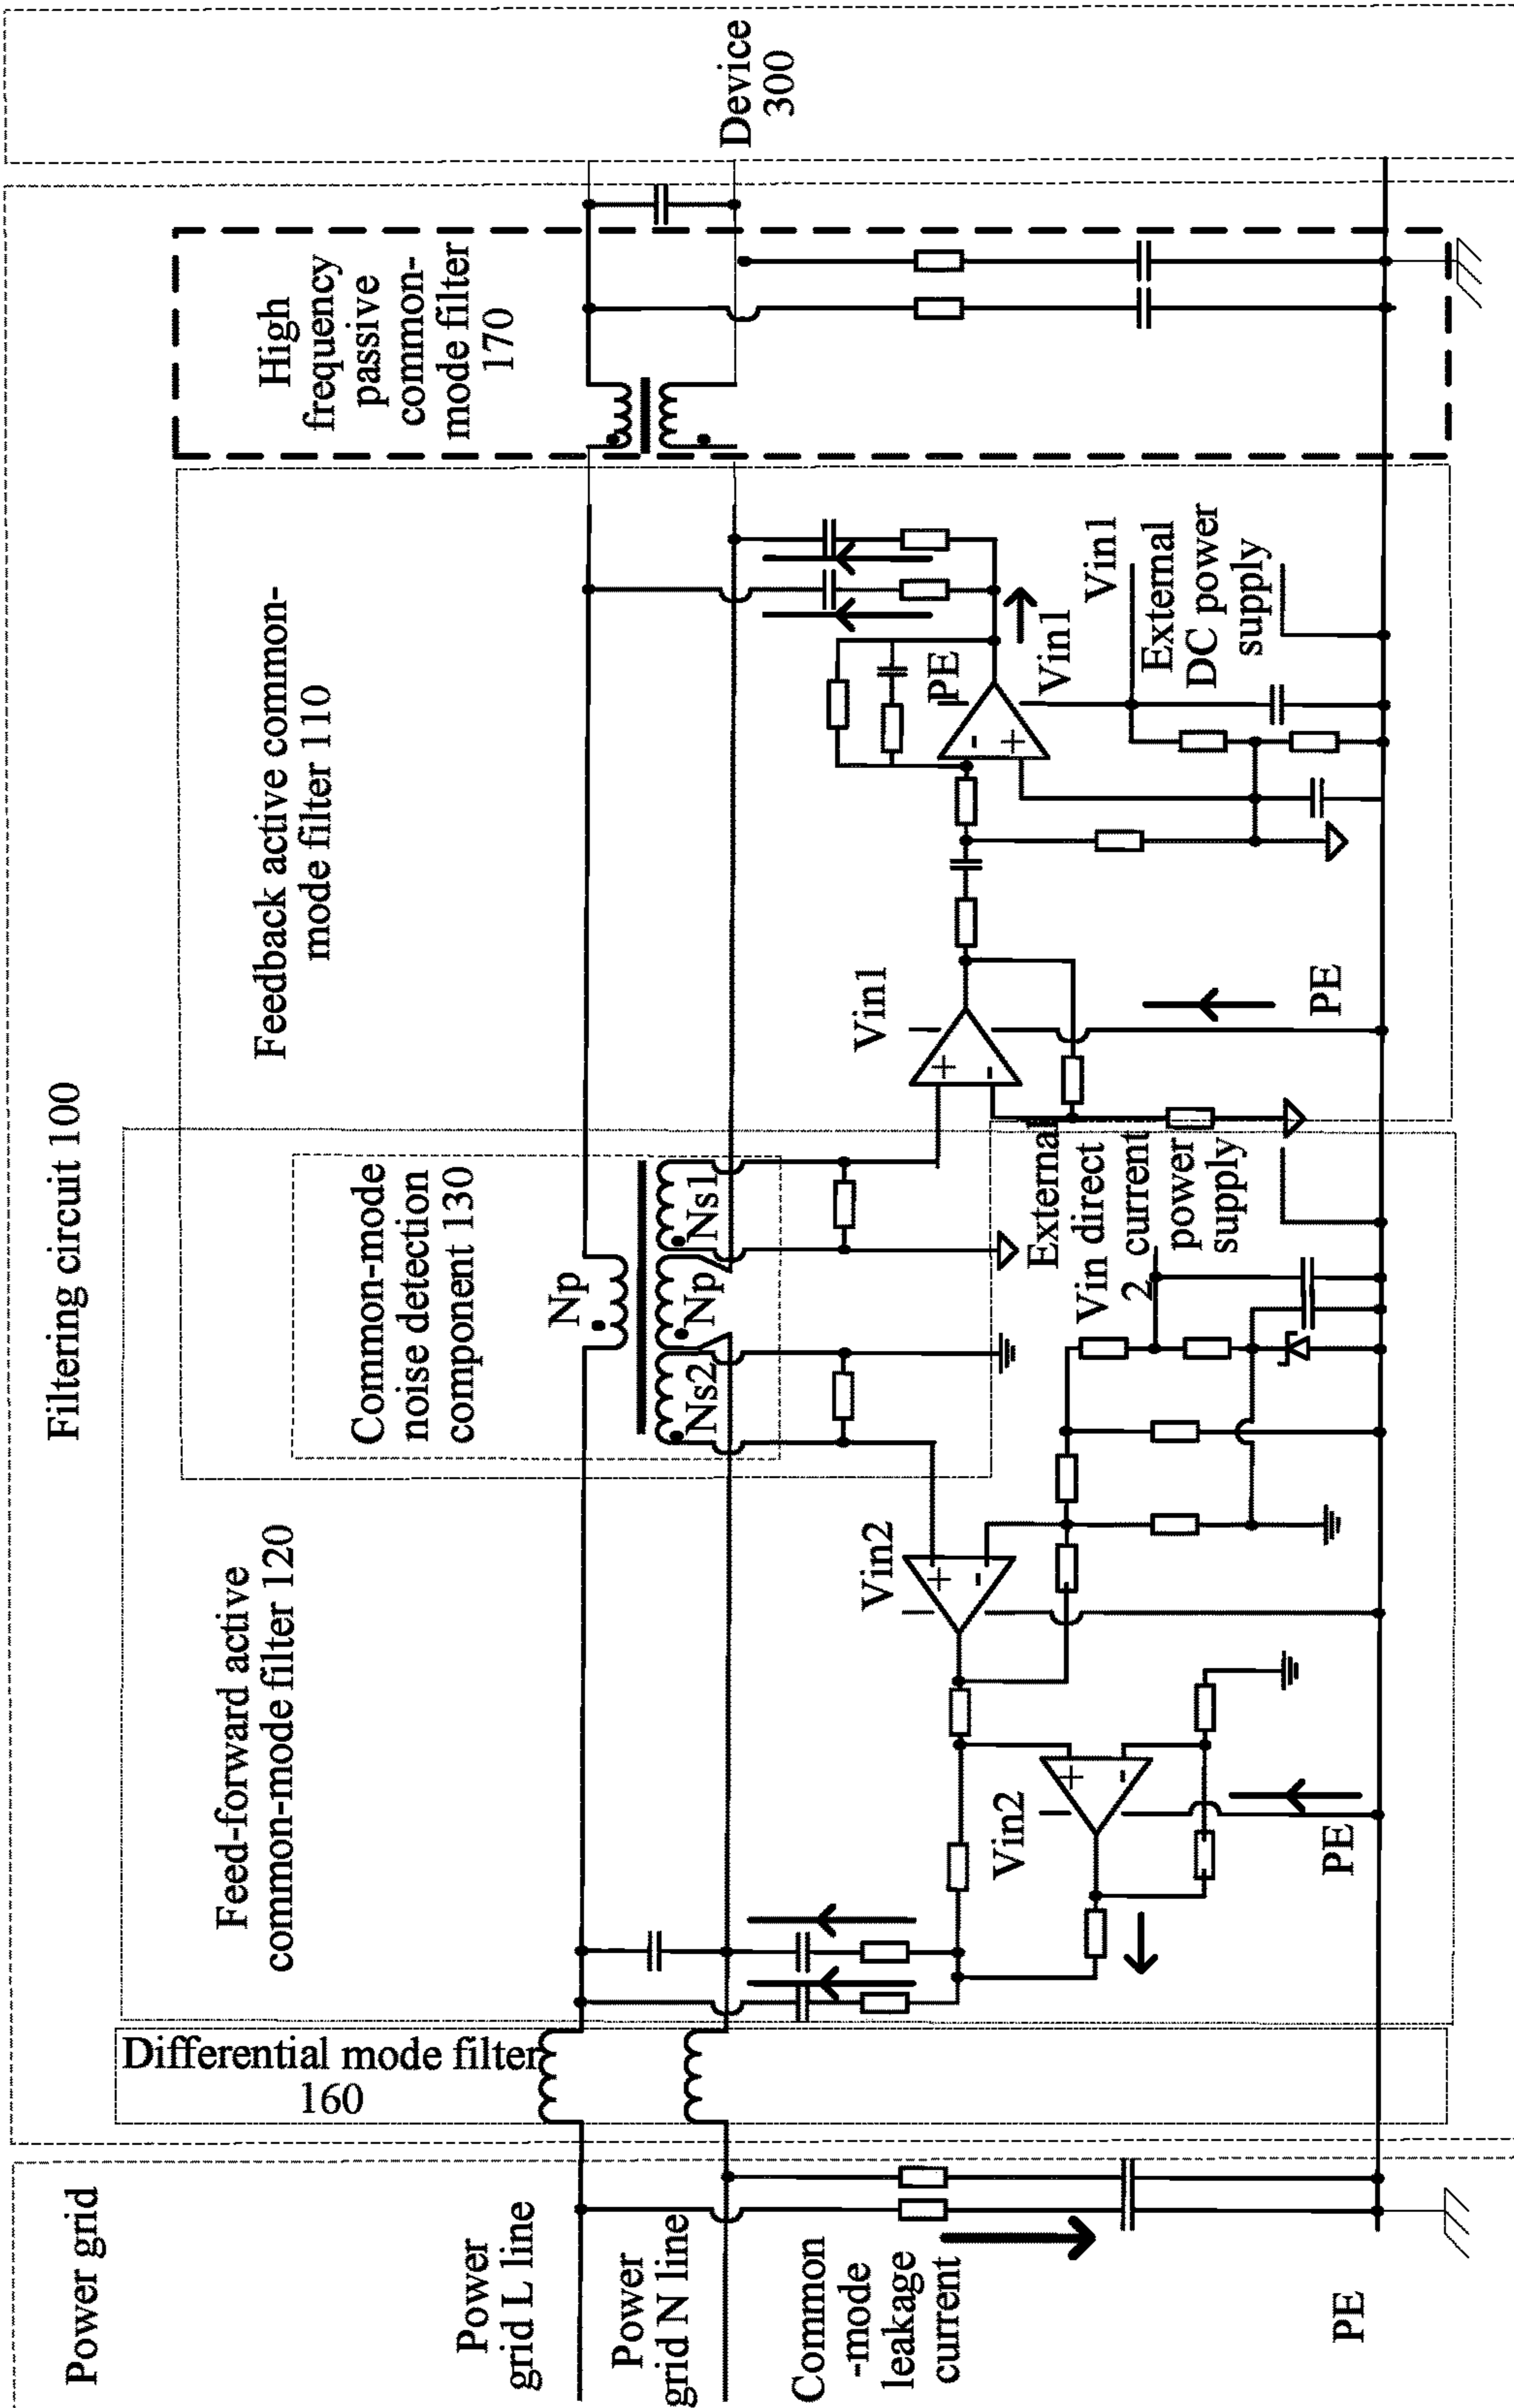 Filtering circuit 100
Power grid
Device
300
High
frequency
passive
common-
mode filter
170
Feedback active common-
mode filter 110
Feed-forward active
common-mode filter 120
Common-mode
noise detection
component 130
Differential mode filter
160
Power
grid L line
Power
grid N line
Common
-mode
leakage
current
PE
Np
Np
Ns1
Ns2
Vin2
+
-
Vin2
+
-
PE
External
Vin direct
2 current
power
supply
Vin1
+
-
PE
PE
-
+
Vin1
Vin1
External
DC power
supply